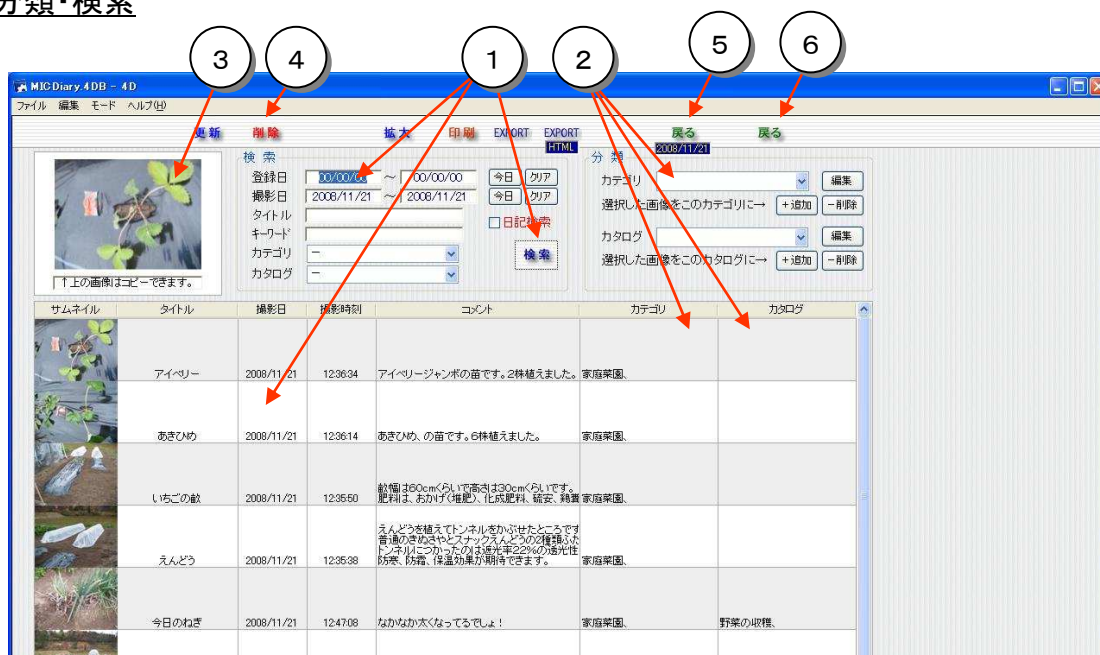 分類・検索
③ ④ ① ② ⑤ ⑥
MICDiary.4DB - 4D
ファイル 編集 モード ヘルプ(H)
更新 削除 拡大 印刷 EXPORT EXPORT 戻る 戻る
HTML 2008/11/21
検索
登録日 00/00/00 ～ 00/00/00 今日 クリア
撮影日 2008/11/21 ～ 2008/11/21 今日 クリア
タイトル
キーワード □日記検索
カテゴリ － 検索
カタログ －
↑上の画像はコピーできます。
分類
カテゴリ 編集
選択した画像をこのカテゴリに→ +追加 -削除
カタログ 編集
選択した画像をこのカタログに→ +追加 -削除
サムネイル タイトル 撮影日 撮影時刻 コメント カテゴリ カタログ
アイベリー 2008/11/21 12:36:34 アイベリージャンボの苗です。2株植えました。 家庭菜園、
あきひめ 2008/11/21 12:36:14 あきひめ、の苗です。6株植えました。 家庭菜園、
畝幅は60cmくらいで高さは30cmくらいです。
いちごの畝 2008/11/21 12:35:50 肥料は、おかげ(堆肥)、化成肥料、硫安、鶏糞 家庭菜園、
えんどうを植えてトンネルをかぶせたところです
普通のきぬさやとスナックえんどうの2種類ふた
トンネルにつかったのは遮光率22%の透光性
えんどう 2008/11/21 12:35:38 防寒、防霜、保温効果が期待できます。 家庭菜園、
今日のねぎ 2008/11/21 12:47:08 なかなか太くなってるでしょ！ 家庭菜園、 野菜の収穫、